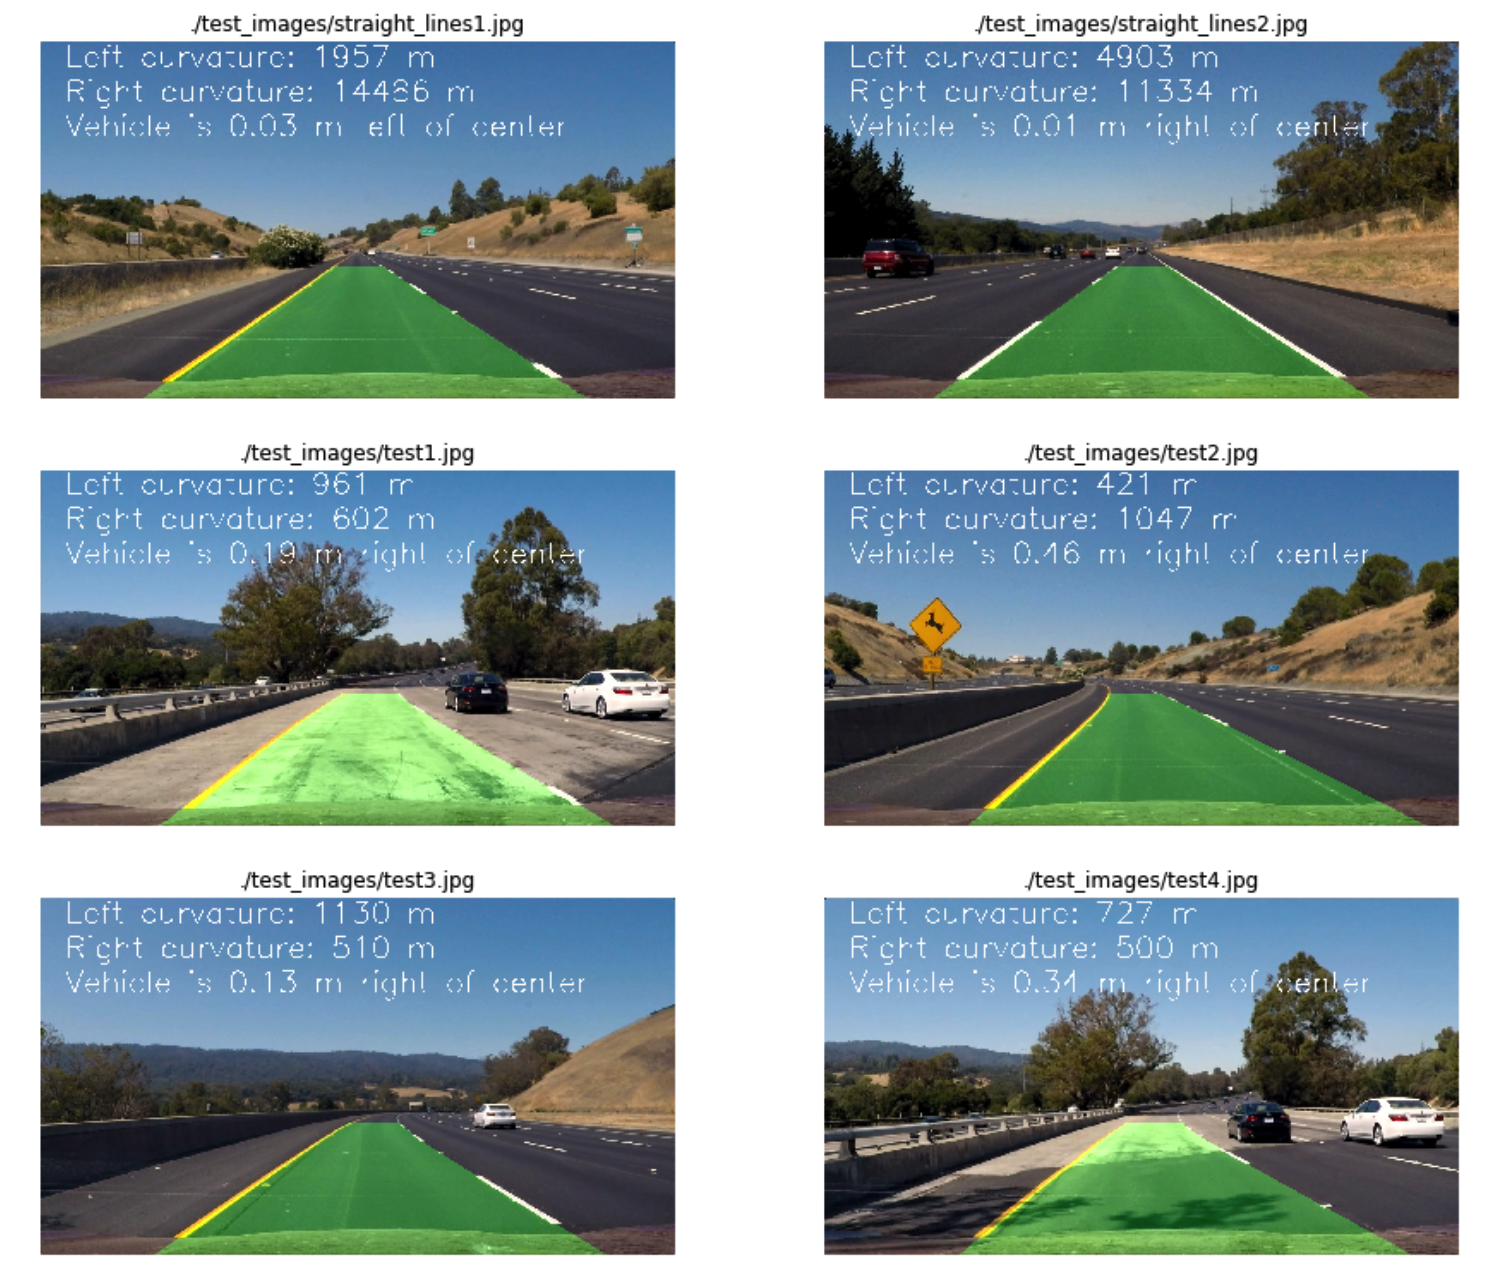 ./test_images/straight_lines1.jpg
Left curvature: 1957 m
Right curvature: 14486 m
Vehicle is 0.03 m left of center
./test_images/straight_lines2.jpg
Left curvature: 4903 m
Right curvature: 11334 m
Vehicle is 0.01 m right of center
./test_images/test1.jpg
Left curvature: 961 m
Right curvature: 602 m
Vehicle is 0.19 m right of center
./test_images/test2.jpg
Left curvature: 421 m
Right curvature: 1047 m
Vehicle is 0.46 m right of center
./test_images/test3.jpg
Left curvature: 1130 m
Right curvature: 510 m
Vehicle is 0.13 m right of center
./test_images/test4.jpg
Left curvature: 727 m
Right curvature: 500 m
Vehicle is 0.34 m right of center